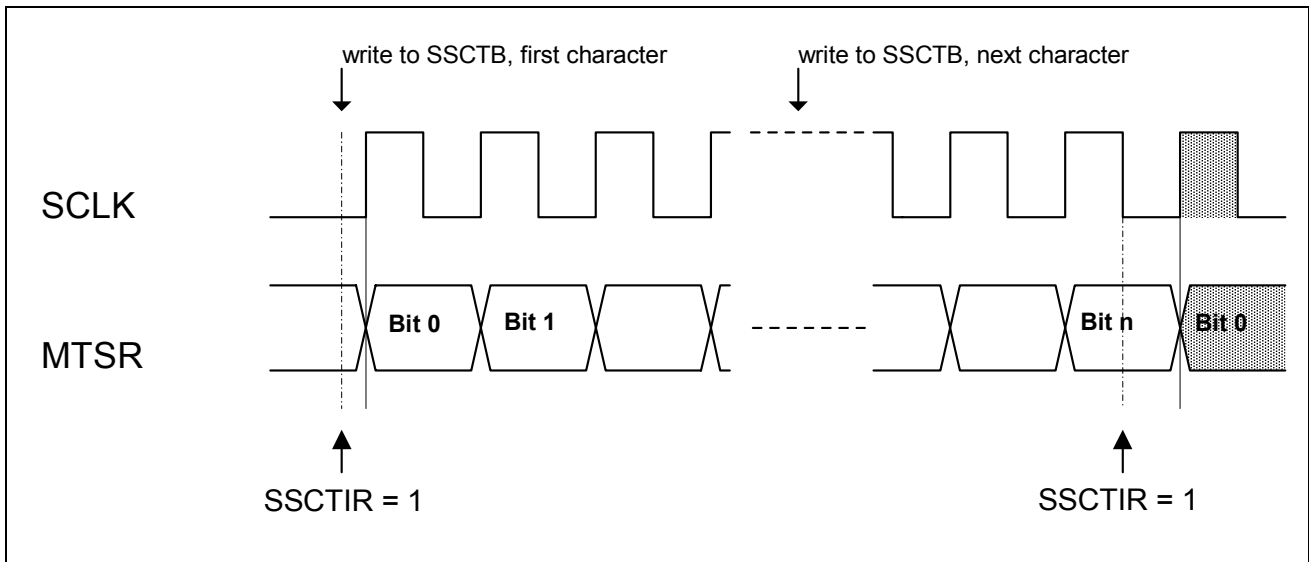 write to SSCTB, first character
write to SSCTB, next character
SCLK
MTSR
Bit 0
Bit 1
Bit n
Bit 0
SSCTIR = 1
SSCTIR = 1